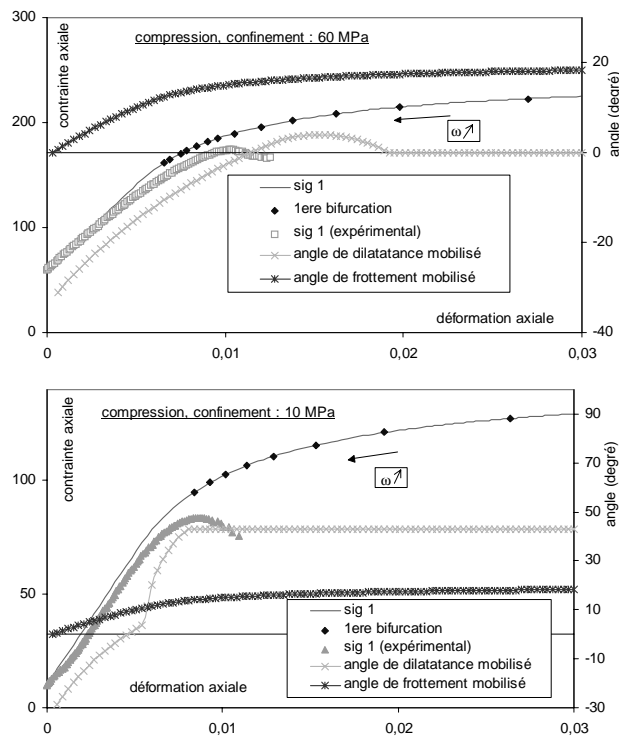 compression, confinement : 60 MPa
contrainte axiale
300
200
100
0
20
0
-20
-40
angle (degré)
ω
sig 1
1ere bifurcation
sig 1 (expérimental)
angle de dilatatance mobilisé
angle de frottement mobilisé
déformation axiale
0
0,01
0,02
0,03
compression, confinement : 10 MPa
contrainte axiale
100
50
0
90
70
50
30
10
-10
-30
angle (degré)
ω
sig 1
1ere bifurcation
sig 1 (expérimental)
angle de dilatatance mobilisé
angle de frottement mobilisé
déformation axiale
0
0,01
0,02
0,03